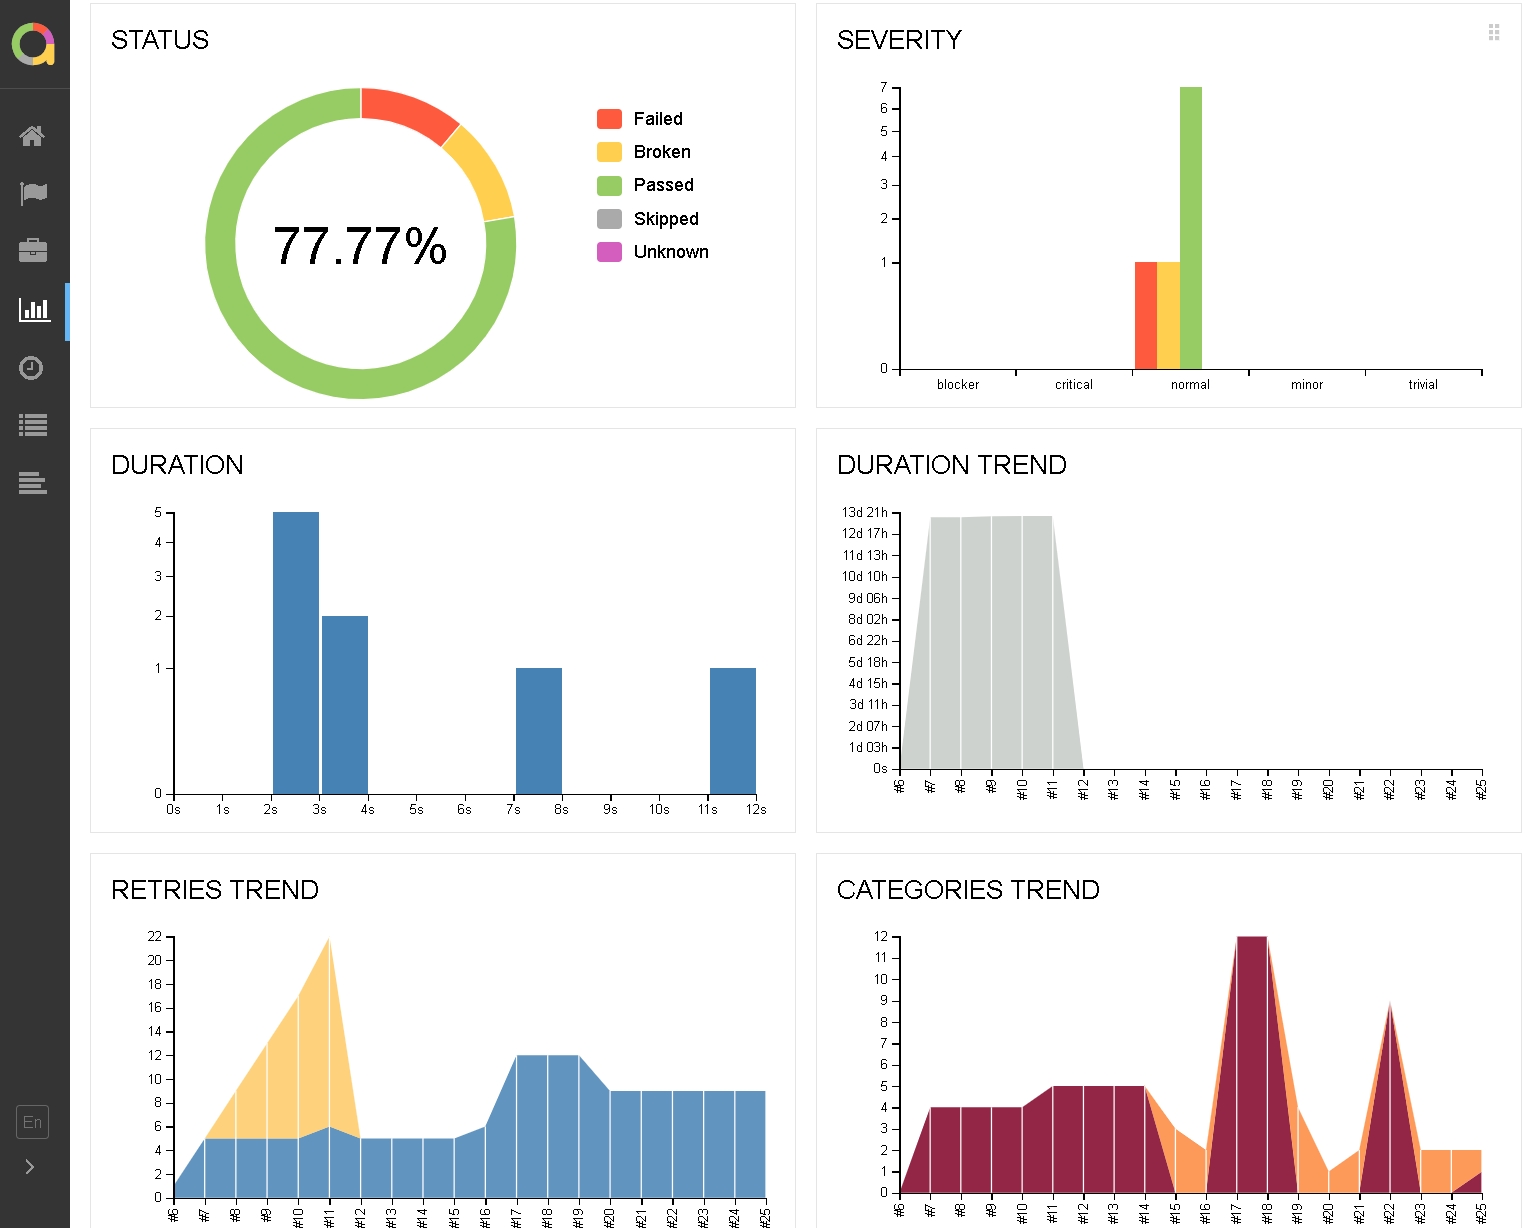 STATUS
77.77%
Failed
Broken
Passed
Skipped
Unknown
SEVERITY
7
6
5
4
3
2
1
0
blocker critical normal minor trivial
DURATION
5
4
3
2
1
0
0s 1s 2s 3s 4s 5s 6s 7s 8s 9s 10s 11s 12s
DURATION TREND
13d 21h
12d 17h
11d 13h
10d 10h
9d 06h
8d 02h
6d 22h
5d 18h
4d 15h
3d 11h
2d 07h
1d 03h
0s
#6 #7 #8 #9 #10 #11 #12 #13 #14 #15 #16 #17 #18 #19 #20 #21 #22 #23 #24 #25
RETRIES TREND
22
20
18
16
14
12
10
8
6
4
2
0
#6 #7 #8 #9 #10 #11 #12 #13 #14 #15 #16 #17 #18 #19 #20 #21 #22 #23 #24 #25
CATEGORIES TREND
12
11
10
9
8
7
6
5
4
3
2
1
0
#6 #7 #8 #9 #10 #11 #12 #13 #14 #15 #16 #17 #18 #19 #20 #21 #22 #23 #24 #25
En